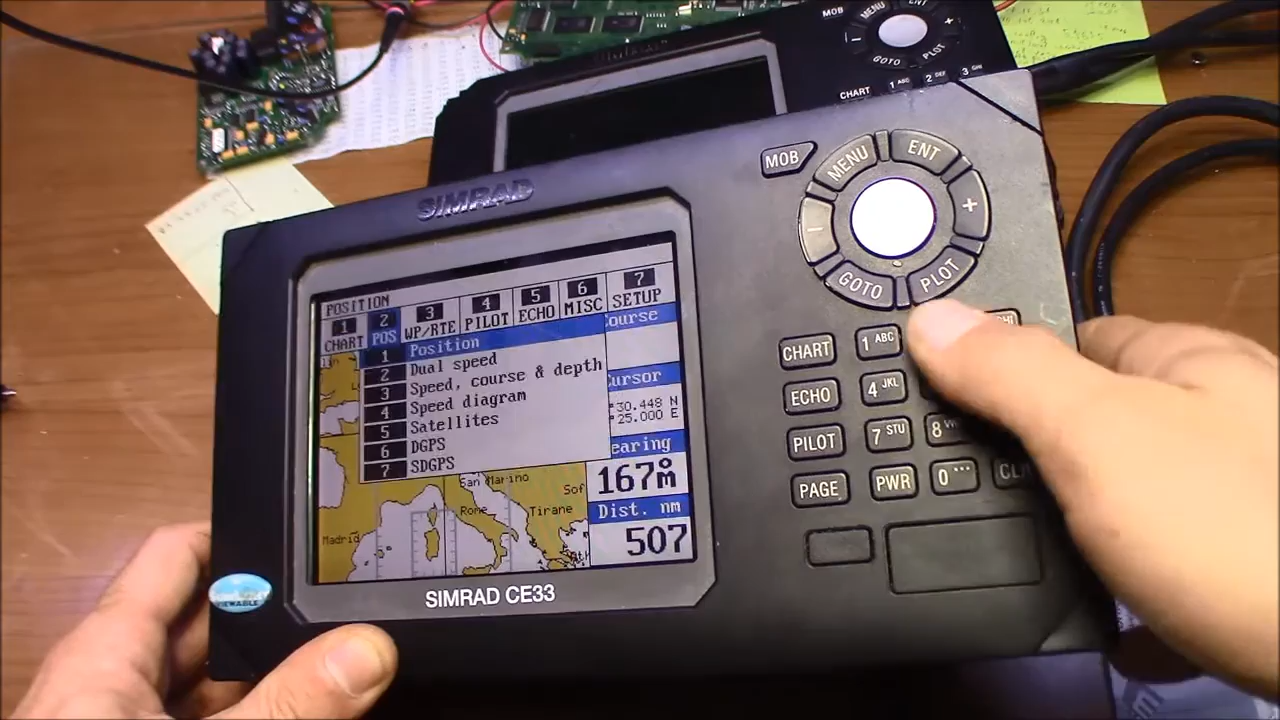 MOB
MENU
ENT
+
−
GOTO
PLOT
CHART
1 ABC
2 DEF
3 GHI
SIMRAD
MOB
MENU
ENT
+
−
GOTO
PLOT
CHART
1 ABC
ECHO
4 JKL
PILOT
7 STU
8
PAGE
PWR
0
POSITION
1 2 3 4 5 6 7
CHART POS WP/RTE PILOT ECHO MISC SETUP
1 Position
2 Dual speed
3 Speed, course & depth
4 Speed diagram
5 Satellites
6 DGPS
7 SDGPS
Course
Cursor
30.448 N
25.000 E
Bearing
167°M
Dist. nm
507
San Marino
Sof
Rome
Tirane
Madrid
SIMRAD CE33